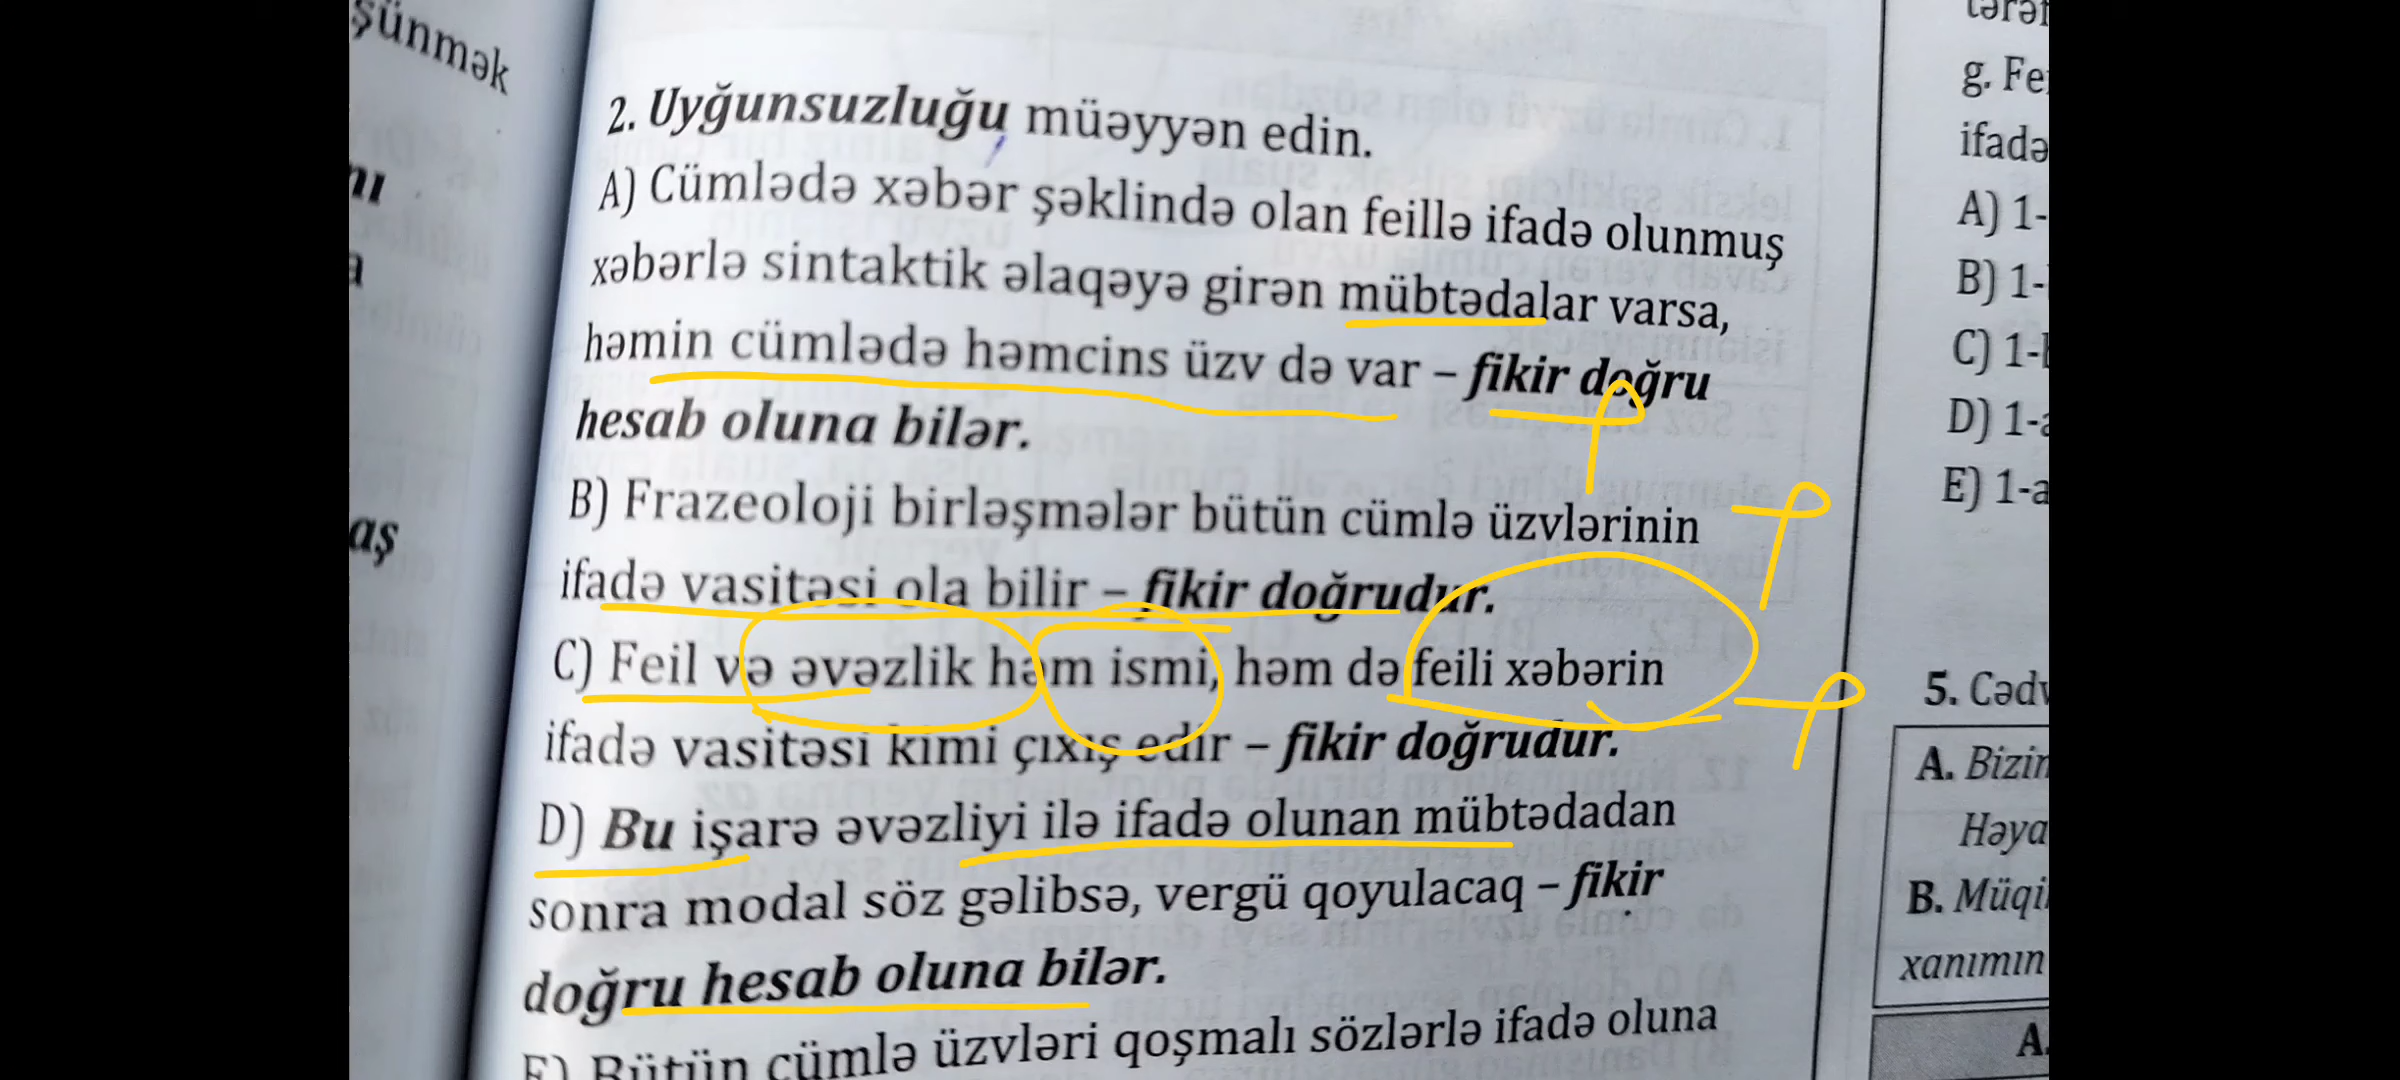 şünmək
nı
a
aş
2. Uyğunsuzluğu müəyyən edin.
A) Cümlədə xəbər şəklində olan feillə ifadə olunmuş
xəbərlə sintaktik əlaqəyə girən mübtədalar varsa,
həmin cümlədə həmcins üzv də var – fikir doğru
hesab oluna bilər.
B) Frazeoloji birləşmələr bütün cümlə üzvlərinin
ifadə vasitəsi ola bilir – fikir doğrudur.
C) Feil və əvəzlik həm ismi, həm də feili xəbərin
ifadə vasitəsi kimi çıxış edir – fikir doğrudur.
D) Bu işarə əvəzliyi ilə ifadə olunan mübtədadan
sonra modal söz gəlibsə, vergü qoyulacaq – fikir
doğru hesab oluna bilər.
E) Bütün cümlə üzvləri qoşmalı sözlərlə ifadə oluna
tərəf
g. Fe
ifadə
A) 1-
B) 1-
C) 1-
D) 1-a
E) 1-a
5. Cədv
A. Bizim
Həya
B. Müqi
xanımın
A.